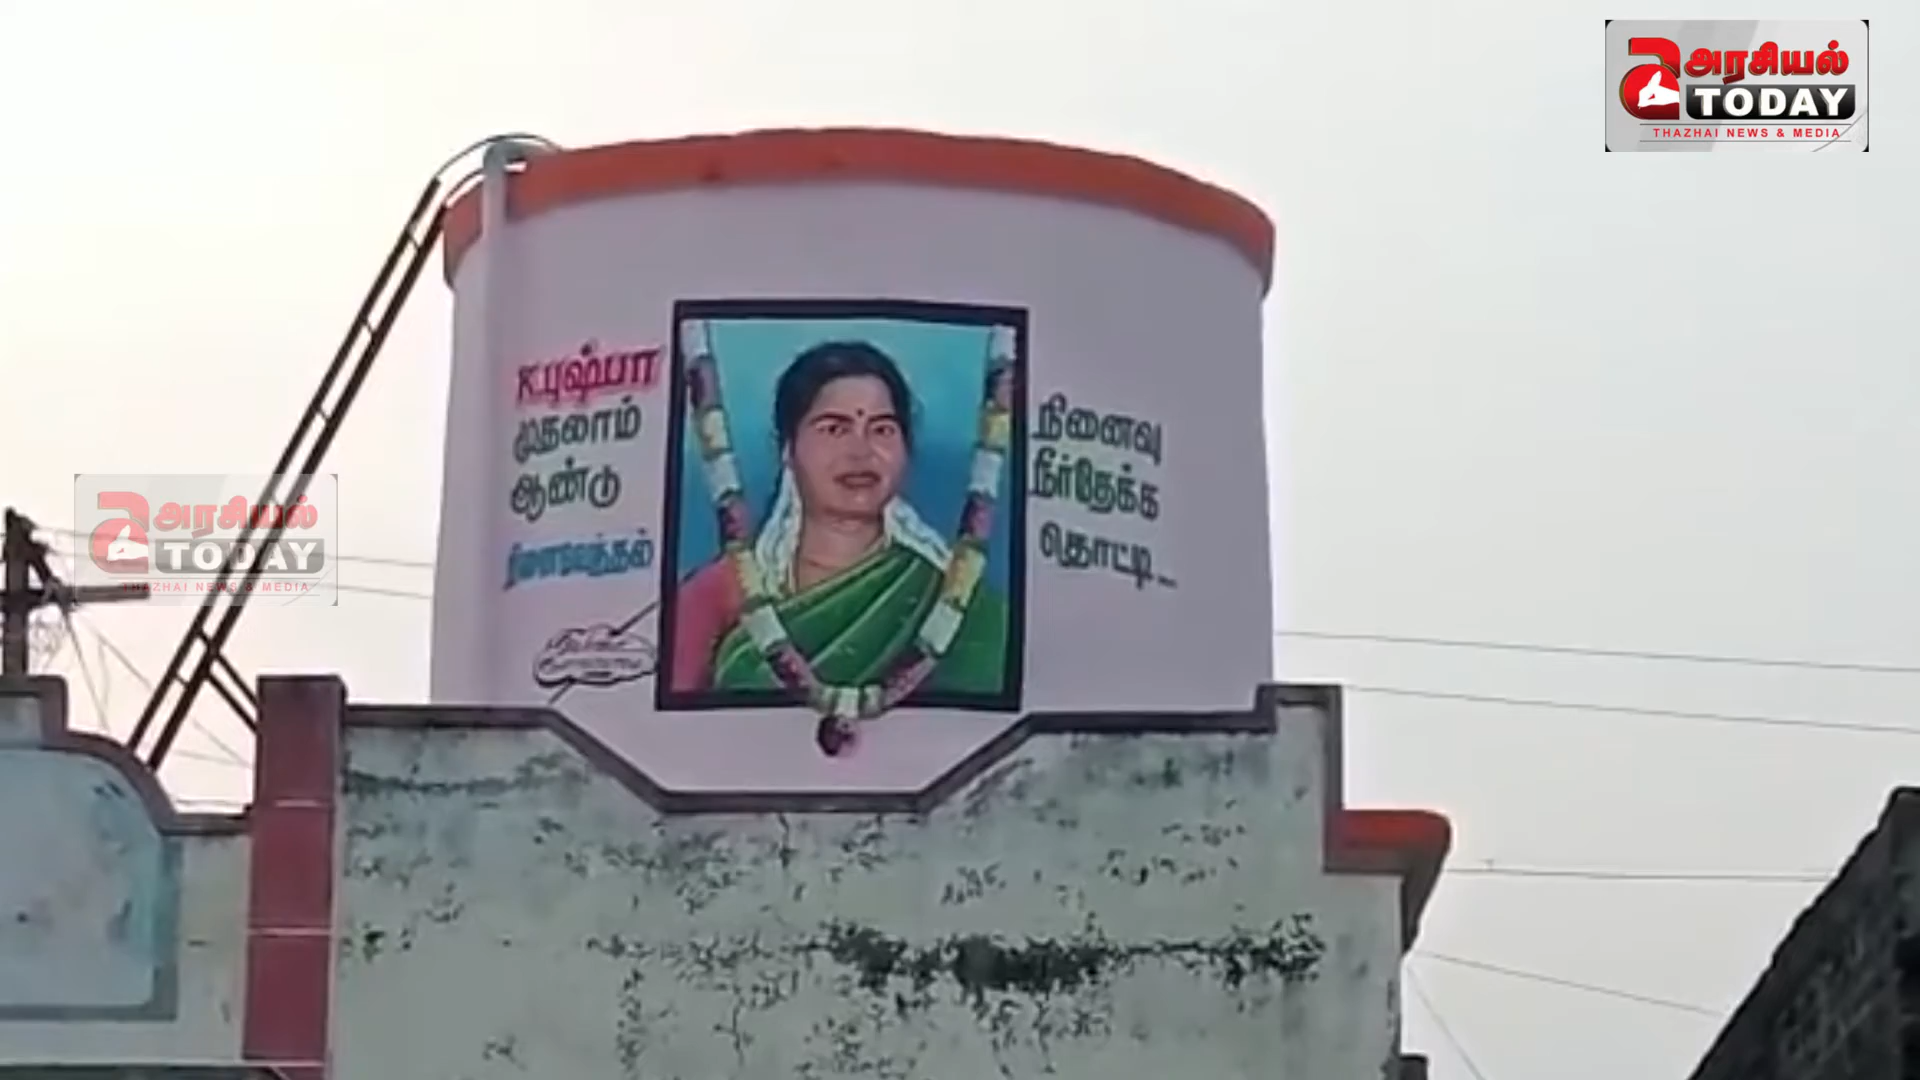 அரசியல்
TODAY
THAZHAI NEWS & MEDIA
K.புஷ்பா
முதலாம்
ஆண்டு
நினைவு
நீர்தேக்க
தொட்டி...
அரசியல்
TODAY
THAZHAI NEWS & MEDIA